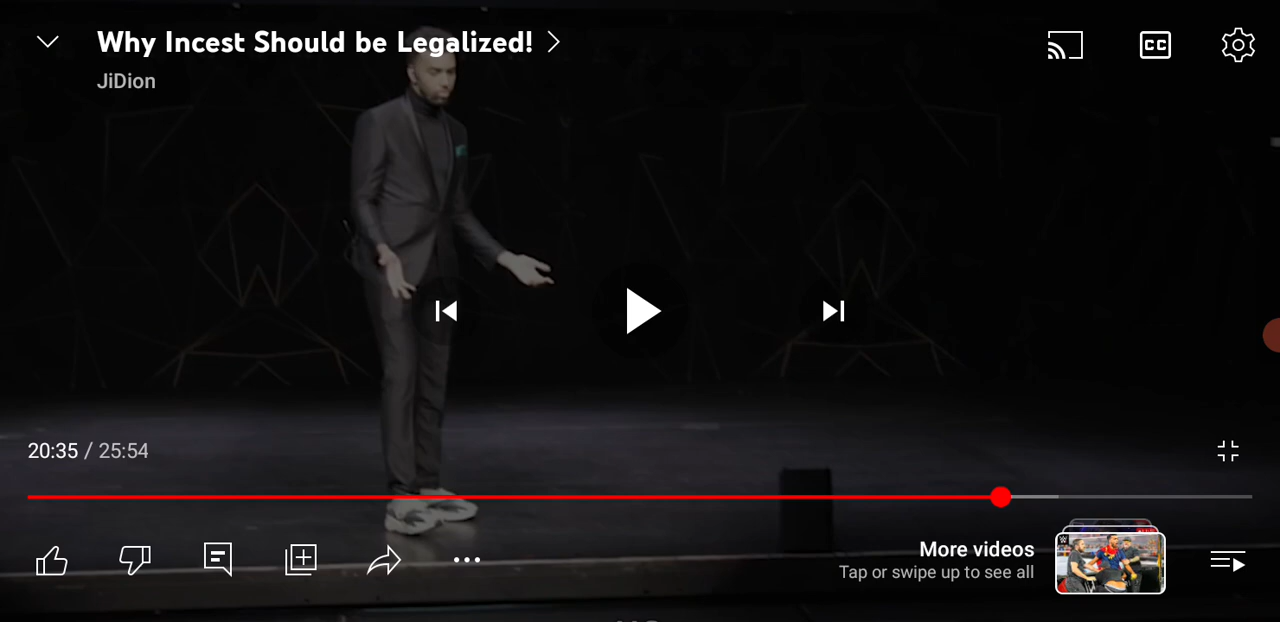 Why Incest Should be Legalized!
JiDion
CC
20:35 / 25:54
More videos
Tap or swipe up to see all